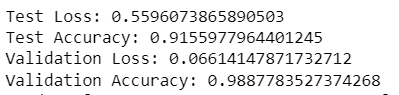 Test Loss: 0.5596073865890503
Test Accuracy: 0.9155977964401245
Validation Loss: 0.06614147871732712
Validation Accuracy: 0.9887783527374268